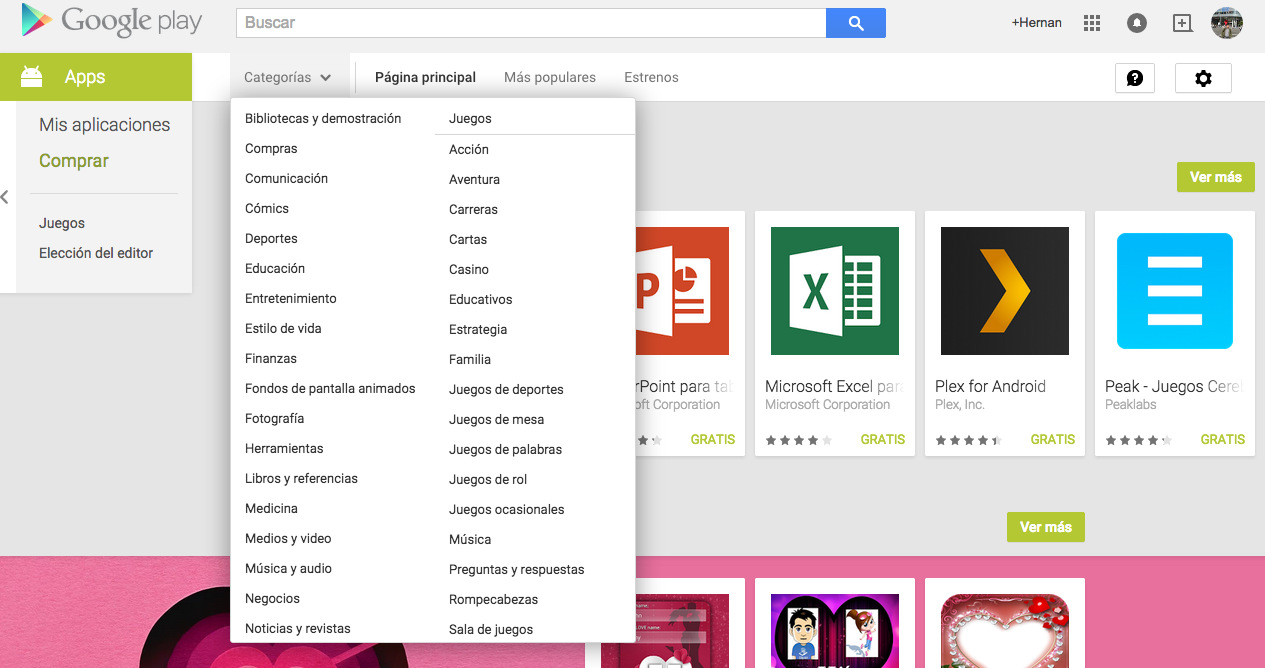 Google play
Buscar
+Hernan
Apps
Categorías
Página principal
Más populares
Estrenos
Mis aplicaciones
Comprar
Juegos
Elección del editor
Bibliotecas y demostración
Compras
Comunicación
Cómics
Deportes
Educación
Entretenimiento
Estilo de vida
Finanzas
Fondos de pantalla animados
Fotografía
Herramientas
Libros y referencias
Medicina
Medios y video
Música y audio
Negocios
Noticias y revistas
Juegos
Acción
Aventura
Carreras
Cartas
Casino
Educativos
Estrategia
Familia
Juegos de deportes
Juegos de mesa
Juegos de palabras
Juegos de rol
Juegos ocasionales
Música
Preguntas y respuestas
Rompecabezas
Sala de juegos
Ver más
P
rPoint para tab
oft Corporation
GRATIS
X
Microsoft Excel par
Microsoft Corporation
GRATIS
Plex for Android
Plex, Inc.
GRATIS
Peak - Juegos Cereb
Peaklabs
GRATIS
Ver más
LOVE name: